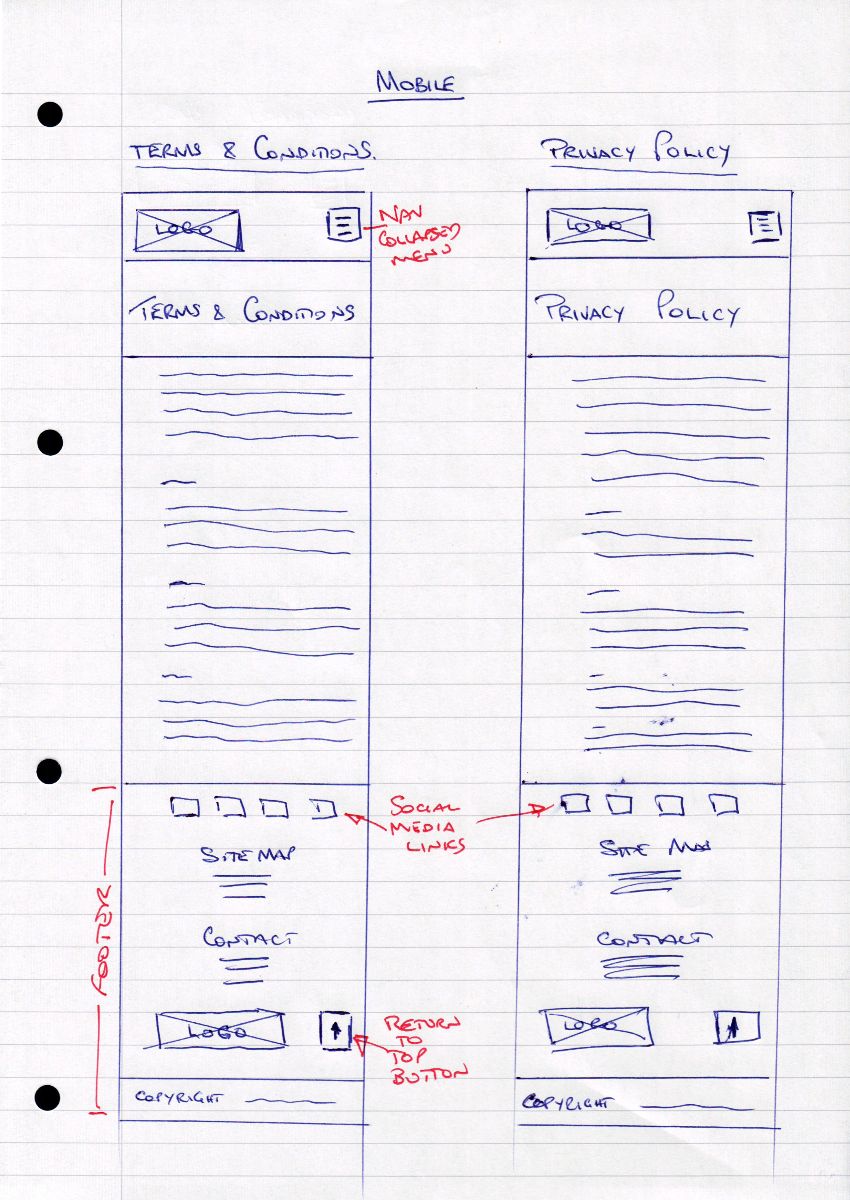 MOBILE
TERMS & CONDITIONS.
PRIVACY POLICY
LOGO
NAV
COLLAPSED
MENU
LOGO
TERMS & CONDITIONS
PRIVACY POLICY
SOCIAL
MEDIA
LINKS
SITE MAP
SITE MAP
FOOTER
CONTACT
CONTACT
LOGO
RETURN
TO
TOP
BUTTON
LOGO
COPYRIGHT
COPYRIGHT